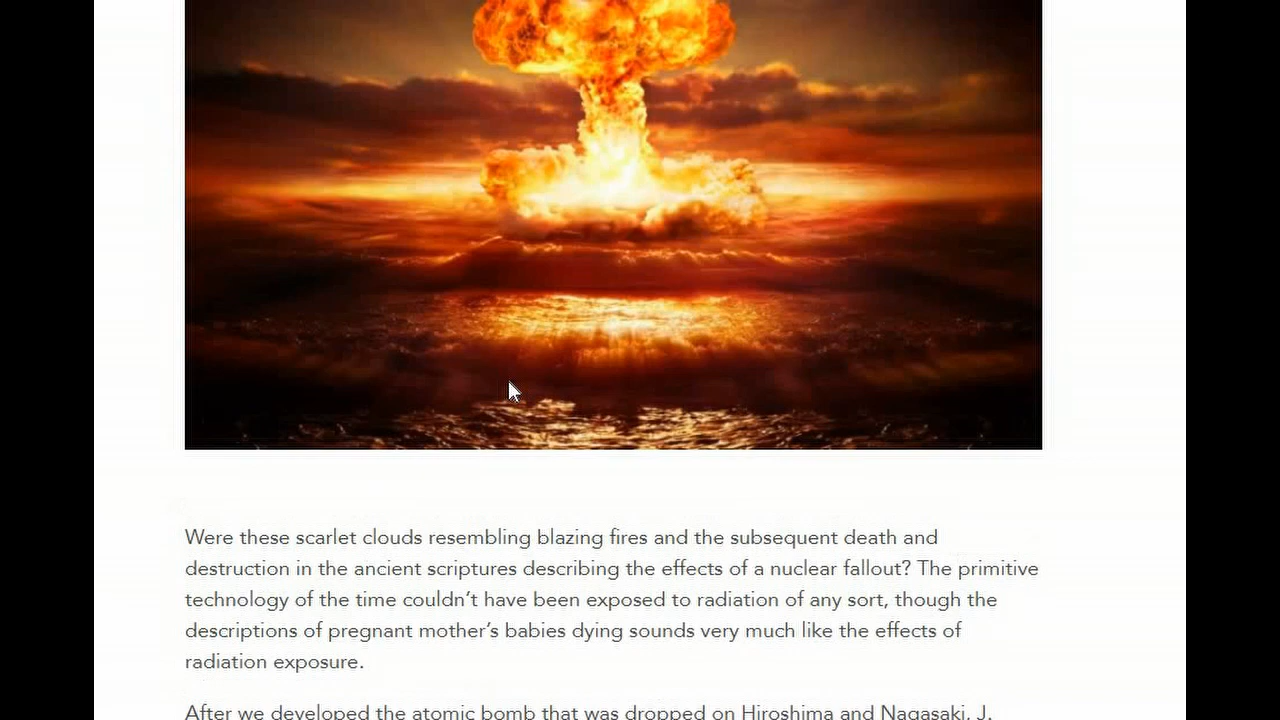 Were these scarlet clouds resembling blazing fires and the subsequent death and
destruction in the ancient scriptures describing the effects of a nuclear fallout? The primitive
technology of the time couldn’t have been exposed to radiation of any sort, though the
descriptions of pregnant mother’s babies dying sounds very much like the effects of
radiation exposure.
After we developed the atomic bomb that was dropped on Hiroshima and Nagasaki, J.